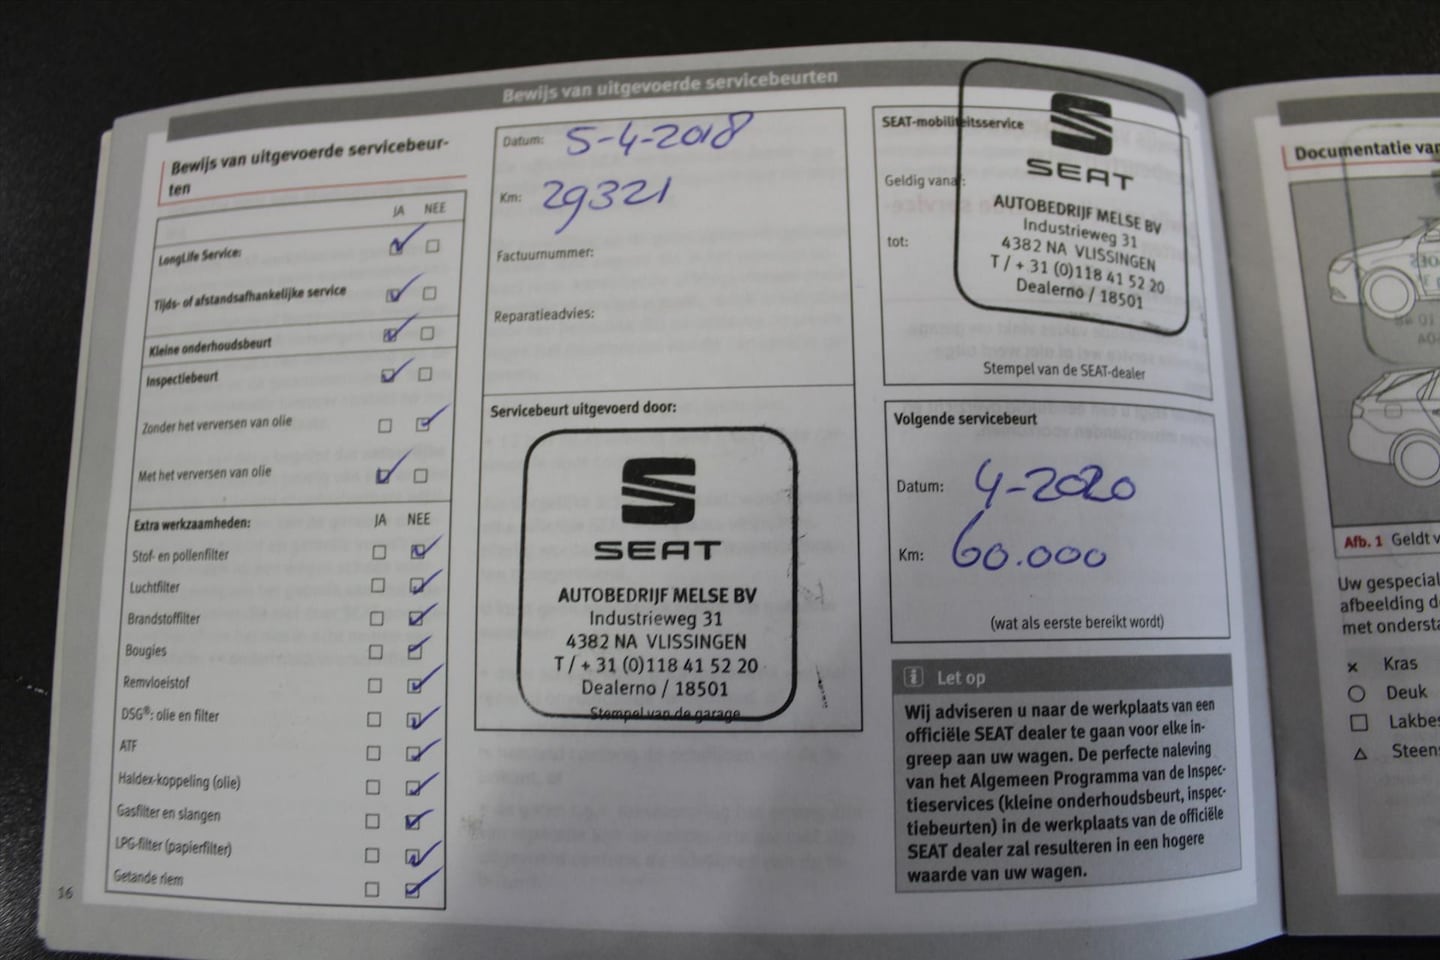 Bewijs van uitgevoerde servicebeurten
Bewijs van uitgevoerde servicebeur-
ten
JA NEE
LongLife Service:
Tijds- of afstandsafhankelijke service
Kleine onderhoudsbeurt
Inspectiebeurt
Zonder het verversen van olie
Met het verversen van olie
Extra werkzaamheden: JA NEE
Stof- en pollenfilter
Luchtfilter
Brandstoffilter
Bougies
Remvloeistof
DSG®: olie en filter
ATF
Haldex-koppeling (olie)
Gasfilter en slangen
LPG-filter (papierfilter)
Getande riem
16
Datum: 5-4-2018
Km: 29321
Factuurnummer:
Reparatieadvies:
Servicebeurt uitgevoerd door:
SEAT
AUTOBEDRIJF MELSE BV
Industrieweg 31
4382 NA VLISSINGEN
T / + 31 (0)118 41 52 20
Dealerno / 18501
Stempel van de garage
SEAT-mobiliteitsservice
Geldig vanaf:
tot:
SEAT
AUTOBEDRIJF MELSE BV
Industrieweg 31
4382 NA VLISSINGEN
T / + 31 (0)118 41 52 20
Dealerno / 18501
Stempel van de SEAT-dealer
Volgende servicebeurt
Datum: 4-2020
Km: 60.000
(wat als eerste bereikt wordt)
i Let op
Wij adviseren u naar de werkplaats van een
officiële SEAT dealer te gaan voor elke in-
greep aan uw wagen. De perfecte naleving
van het Algemeen Programma van de Inspec-
tieservices (kleine onderhoudsbeurt, inspec-
tiebeurten) in de werkplaats van de officiële
SEAT dealer zal resulteren in een hogere
waarde van uw wagen.
Documentatie van
Afb. 1 Geldt v
Uw gespecial
afbeelding d
met onderst
Kras
Deuk
Lakbes
Steens